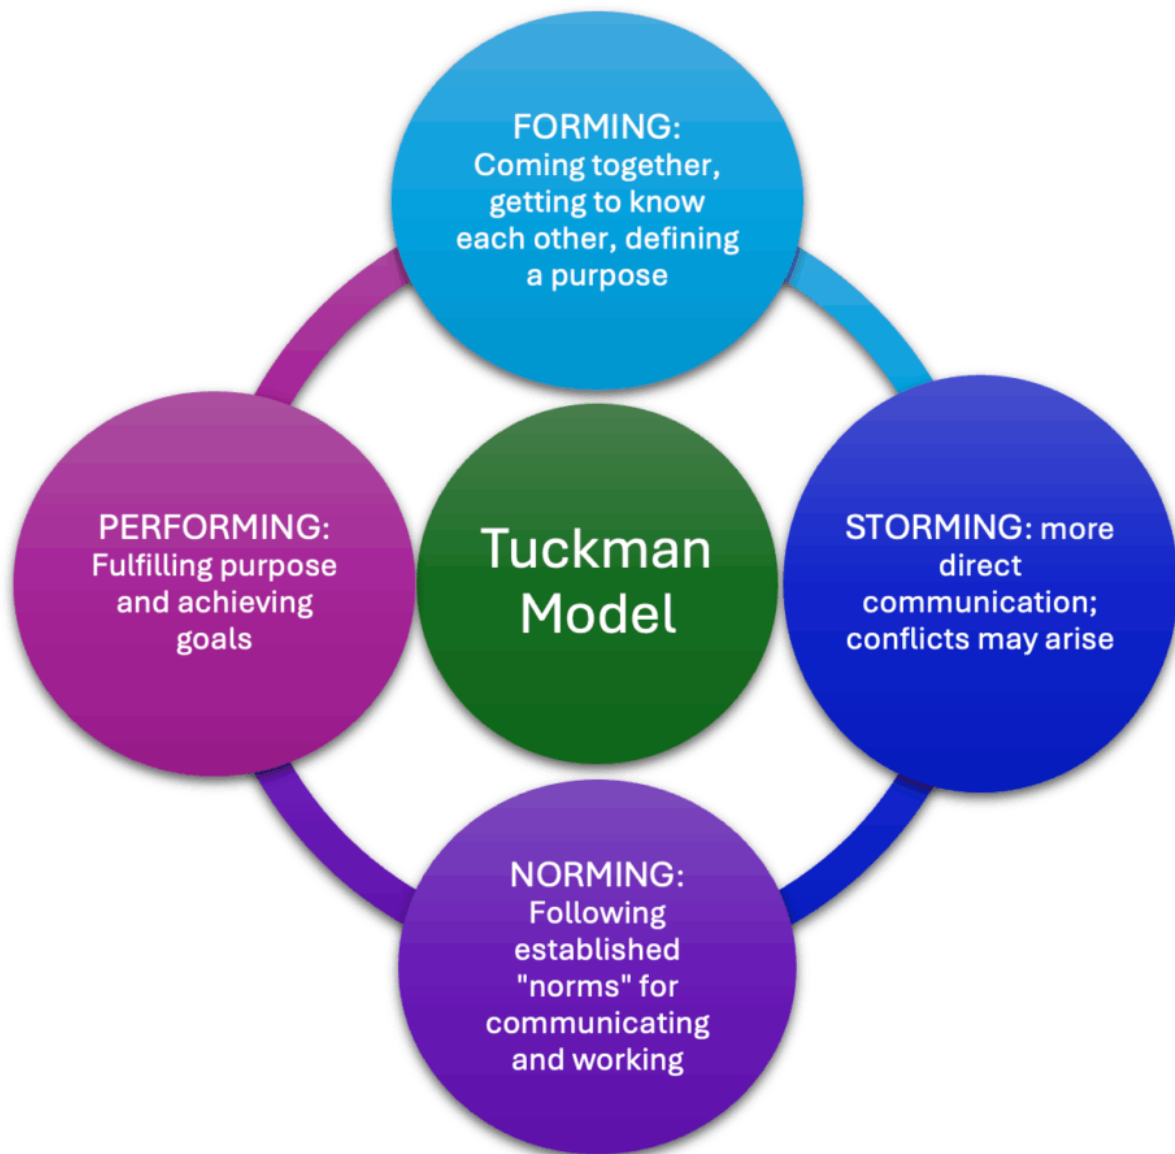 FORMING:
Coming together,
getting to know
each other, defining
a purpose
PERFORMING:
Fulfilling purpose
and achieving
goals
Tuckman
Model
STORMING: more
direct
communication;
conflicts may arise
NORMING:
Following
established
"norms" for
communicating
and working